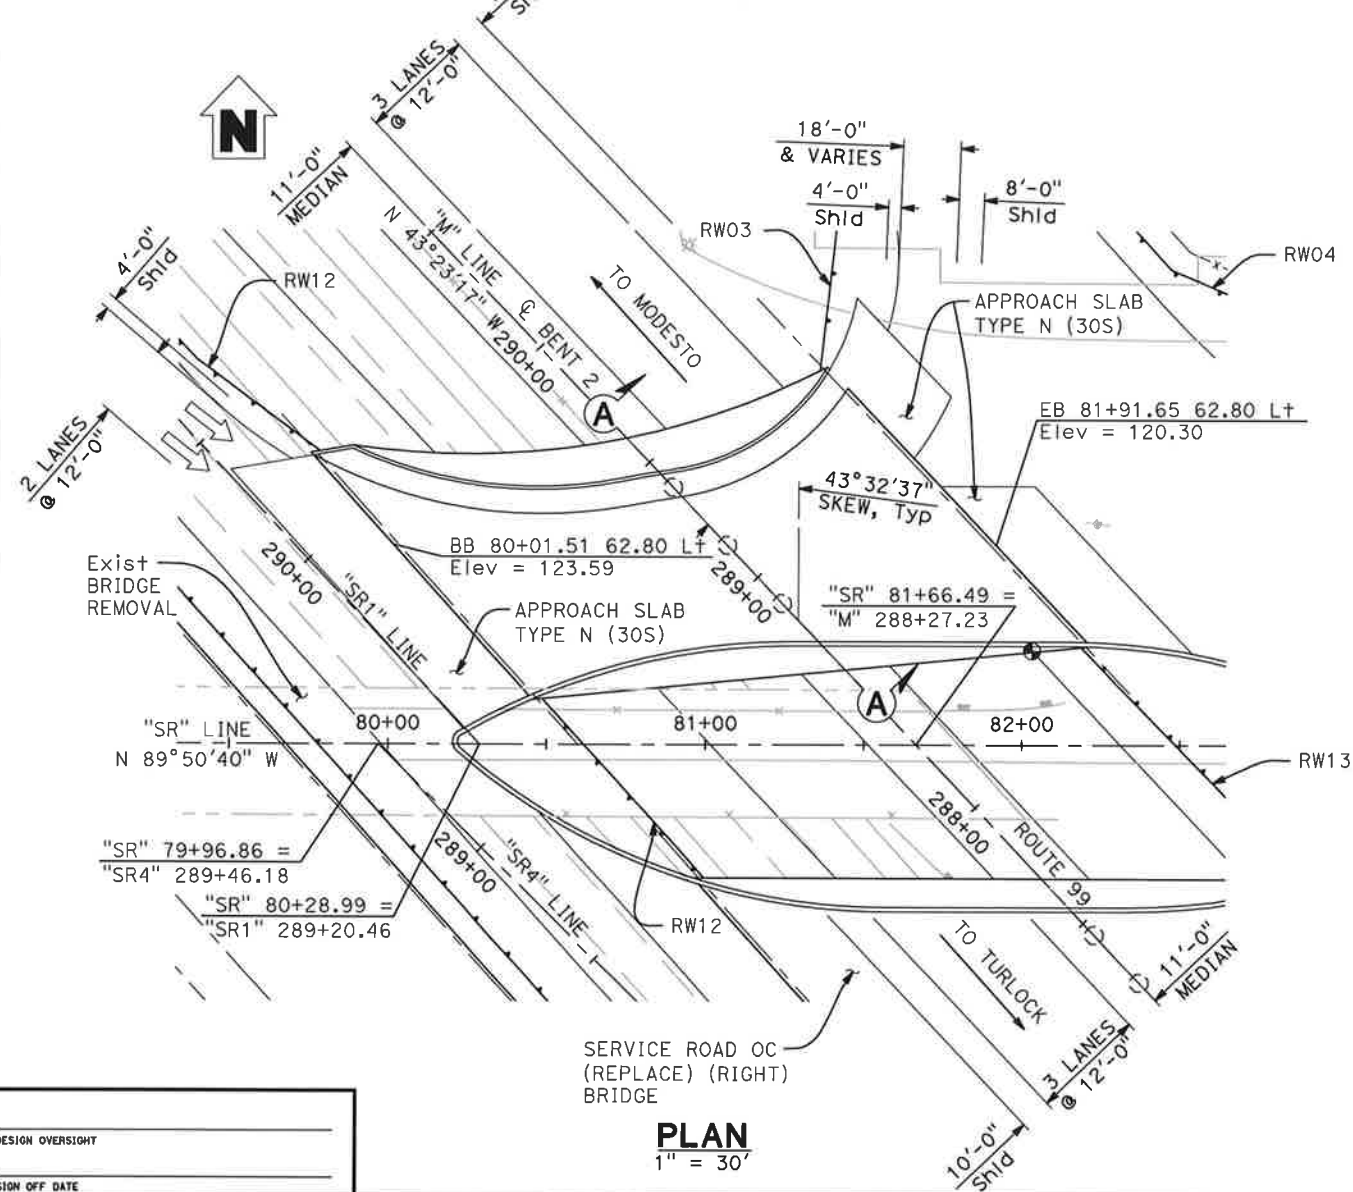 3 LANES
@ 12'-0"
N
11'-0"
MEDIAN
18'-0"
& VARIES
4'-0"
Shld
8'-0"
Shld
RW03
RW04
4'-0"
Shld
RW12
"M" LINE
N 43°23'17" W
℄ BENT 2
290+00
TO MODESTO
APPROACH SLAB
TYPE N (30S)
A
EB 81+91.65 62.80 Lt
Elev = 120.30
2 LANES
@ 12'-0"
43°32'37"
SKEW, Typ
BB 80+01.51 62.80 Lt
Elev = 123.59
Exist
BRIDGE
REMOVAL
290+00
"SR1" LINE
289+00
"SR" 81+66.49 =
"M" 288+27.23
APPROACH SLAB
TYPE N (30S)
A
"SR" LINE
N 89°50'40" W
80+00
81+00
82+00
RW13
288+00
ROUTE 99
"SR" 79+96.86 =
"SR4" 289+46.18
289+00
"SR4" LINE
"SR" 80+28.99 =
"SR1" 289+20.46
RW12
TO TURLOCK
11'-0"
MEDIAN
SERVICE ROAD OC
(REPLACE) (RIGHT)
BRIDGE
3 LANES
@ 12'-0"
PLAN
1" = 30'
10'-0"
Shld
DESIGN OVERSIGHT
SIGN OFF DATE